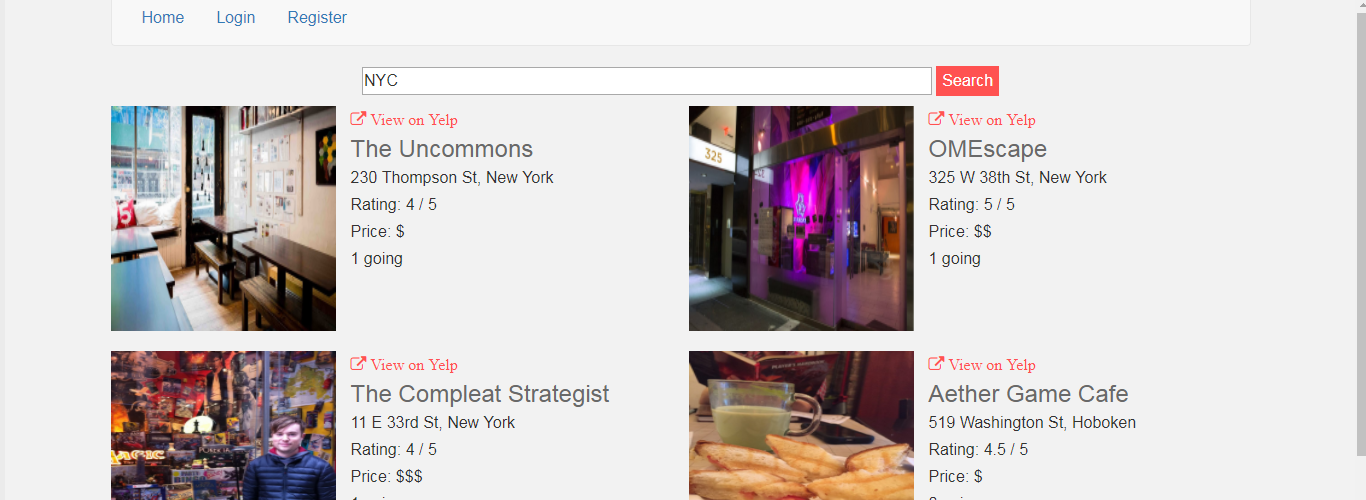 Home Login Register
NYC Search
View on Yelp
The Uncommons
230 Thompson St, New York
Rating: 4 / 5
Price: $
1 going
325
View on Yelp
OMEscape
325 W 38th St, New York
Rating: 5 / 5
Price: $$
1 going
MAGIC
View on Yelp
The Compleat Strategist
11 E 33rd St, New York
Rating: 4 / 5
Price: $$$
View on Yelp
Aether Game Cafe
519 Washington St, Hoboken
Rating: 4.5 / 5
Price: $